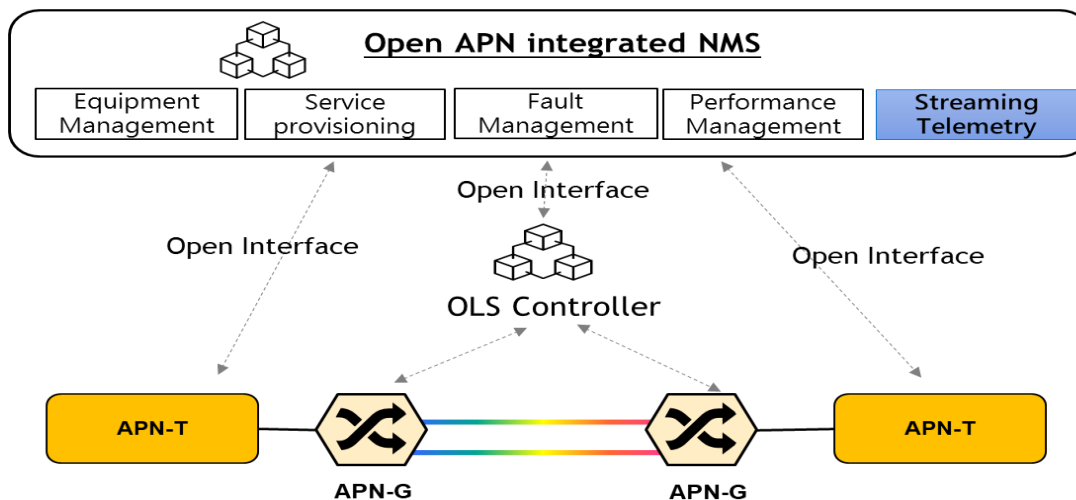 Open APN integrated NMS
Equipment
Management
Service
provisioning
Fault
Management
Performance
Management
Streaming
Telemetry
Open Interface
Open Interface
Open Interface
OLS Controller
APN-T
APN-T
APN-G
APN-G